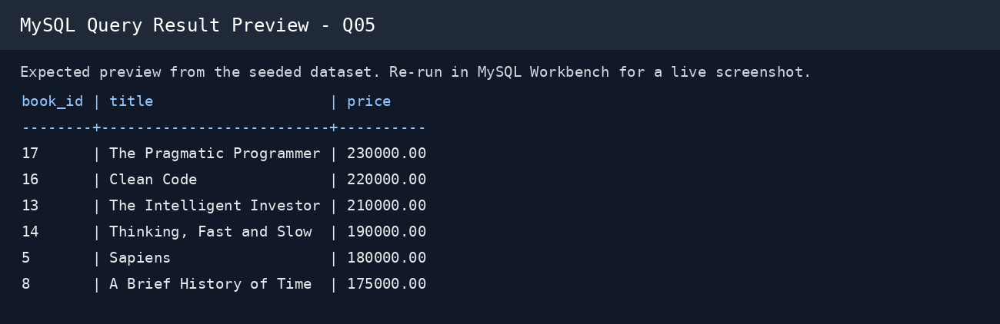 MySQL Query Result Preview - Q05
Expected preview from the seeded dataset. Re-run in MySQL Workbench for a live screenshot.
book_id | title                    | price
--------+--------------------------+----------
17      | The Pragmatic Programmer | 230000.00
16      | Clean Code               | 220000.00
13      | The Intelligent Investor | 210000.00
14      | Thinking, Fast and Slow  | 190000.00
5       | Sapiens                  | 180000.00
8       | A Brief History of Time  | 175000.00